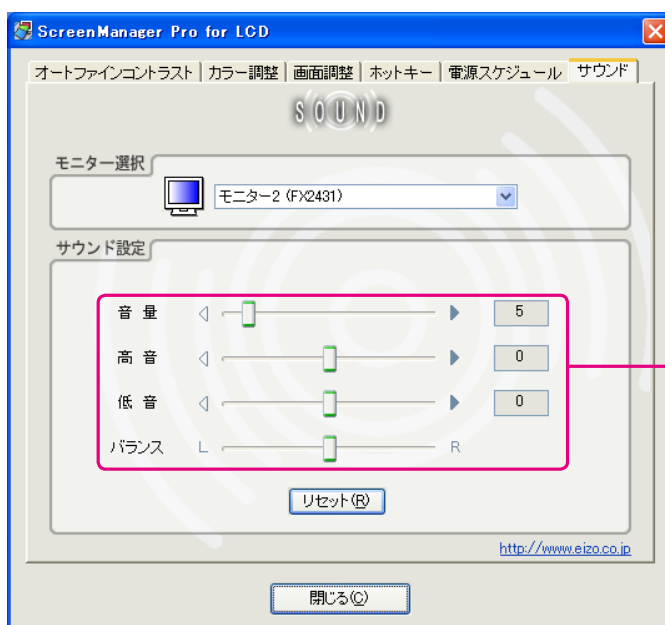 ScreenManager Pro for LCD
オートファインコントラスト カラー調整 画面調整 ホットキー 電源スケジュール サウンド
SOUND
モニター選択
モニター2 (FX2431)
サウンド設定
音量 5
高音 0
低音 0
バランス L R
リセット(R)
http://www.eizo.co.jp
閉じる(C)